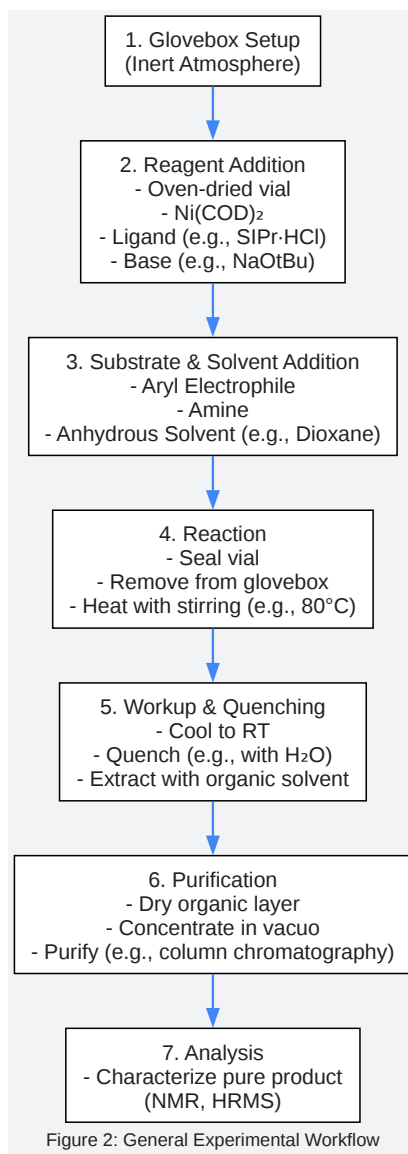 1. Glovebox Setup
(Inert Atmosphere)
2. Reagent Addition
- Oven-dried vial
- Ni(COD)₂
- Ligand (e.g., SIPr·HCl)
- Base (e.g., NaOtBu)
3. Substrate & Solvent Addition
- Aryl Electrophile
- Amine
- Anhydrous Solvent (e.g., Dioxane)
4. Reaction
- Seal vial
- Remove from glovebox
- Heat with stirring (e.g., 80°C)
5. Workup & Quenching
- Cool to RT
- Quench (e.g., with H₂O)
- Extract with organic solvent
6. Purification
- Dry organic layer
- Concentrate in vacuo
- Purify (e.g., column chromatography)
7. Analysis
- Characterize pure product
(NMR, HRMS)
Figure 2: General Experimental Workflow